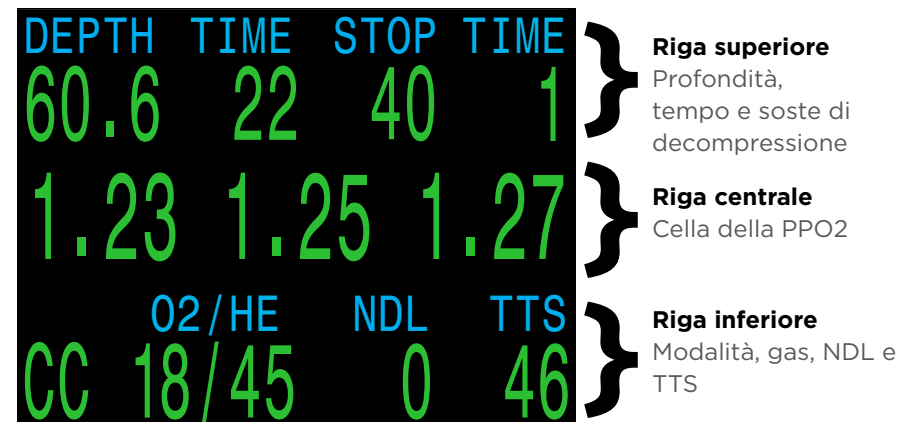 DEPTH TIME STOP TIME
60.6 22 40 1
1.23 1.25 1.27
O2/HE NDL TTS
CC 18/45 0 46
Riga superiore
Profondità,
tempo e soste di
decompressione
Riga centrale
Cella della PPO2
Riga inferiore
Modalità, gas, NDL e
TTS